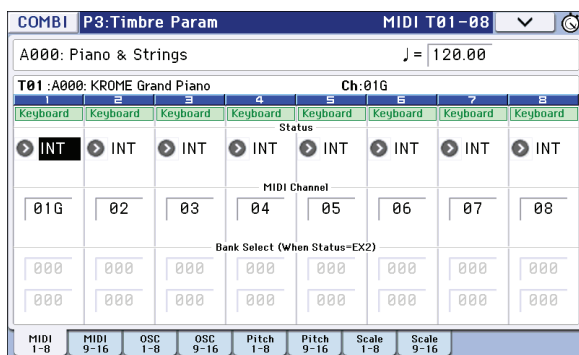 COMBI P3:Timbre Param MIDI T01-08
A000: Piano & Strings ♩= 120.00
T01 :A000: KROME Grand Piano Ch:01G
1 2 3 4 5 6 7 8
Keyboard Keyboard Keyboard Keyboard Keyboard Keyboard Keyboard Keyboard
Status
INT INT INT INT INT INT INT INT
MIDI Channel
01G 02 03 04 05 06 07 08
Bank Select (When Status=EX2)
000 000 000 000 000 000 000 000
000 000 000 000 000 000 000 000
MIDI 1-8 MIDI 9-16 OSC 1-8 OSC 9-16 Pitch 1-8 Pitch 9-16 Scale 1-8 Scale 9-16